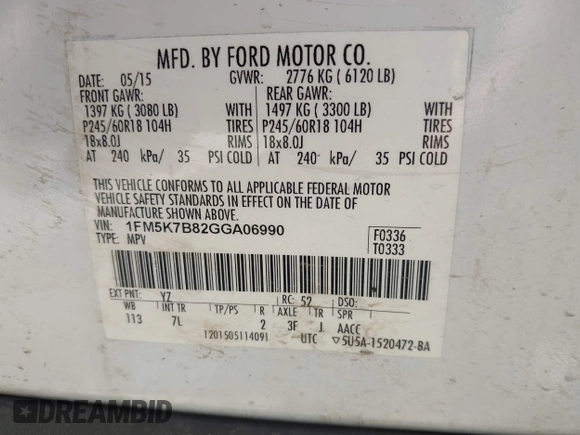 MFD. BY FORD MOTOR CO.
DATE: 05/15 GVWR: 2776 KG ( 6120 LB)
FRONT GAWR: REAR GAWR:
1397 KG ( 3080 LB) WITH 1497 KG ( 3300 LB) WITH
P245/60R18 104H TIRES P245/60R18 104H TIRES
18x8.0J RIMS 18x8.0J RIMS
AT 240 kPa/ 35 PSI COLD AT 240 kPa/ 35 PSI COLD
THIS VEHICLE CONFORMS TO ALL APPLICABLE FEDERAL MOTOR
VEHICLE SAFETY STANDARDS IN EFFECT ON THE DATE OF
MANUFACTURE SHOWN ABOVE.
VIN: 1FM5K7B82GGA06990 F0336
TYPE: MPV T0333
EXT PNT: YZ RC: 52 DSO:
WB INT TR TP/PS R AXLE TR SPR
113 7L 2 3F J AACC
1201505114091 UTC ▽5U5A-1520472-BA
DREAMBID